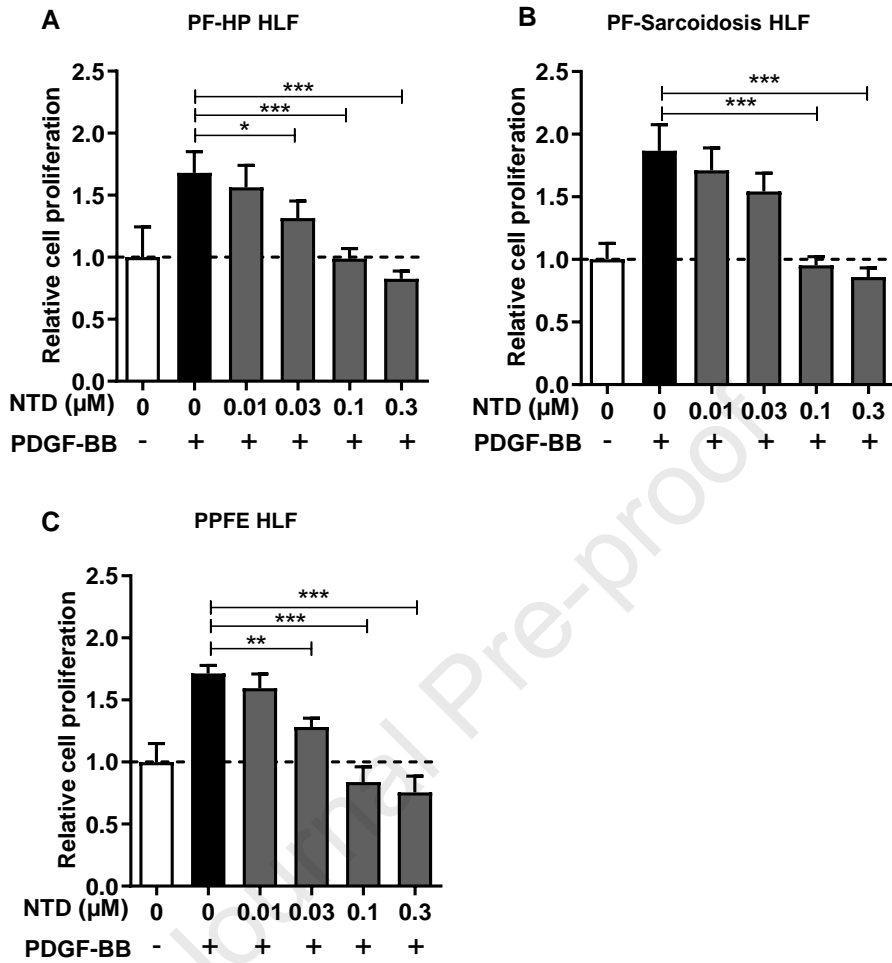 A
PF-HP HLF
Relative cell proliferation
2.5
2.0
1.5
1.0
0.5
0.0
***
***
*
NTD (µM) 0 0 0.01 0.03 0.1 0.3
PDGF-BB - + + + + +
B
PF-Sarcoidosis HLF
Relative cell proliferation
2.5
2.0
1.5
1.0
0.5
0.0
***
***
NTD (µM) 0 0 0.01 0.03 0.1 0.3
PDGF-BB - + + + + +
C
PPFE HLF
Relative cell proliferation
2.5
2.0
1.5
1.0
0.5
0.0
***
***
**
NTD (µM) 0 0 0.01 0.03 0.1 0.3
PDGF-BB - + + + + +
Journal Pre-proof